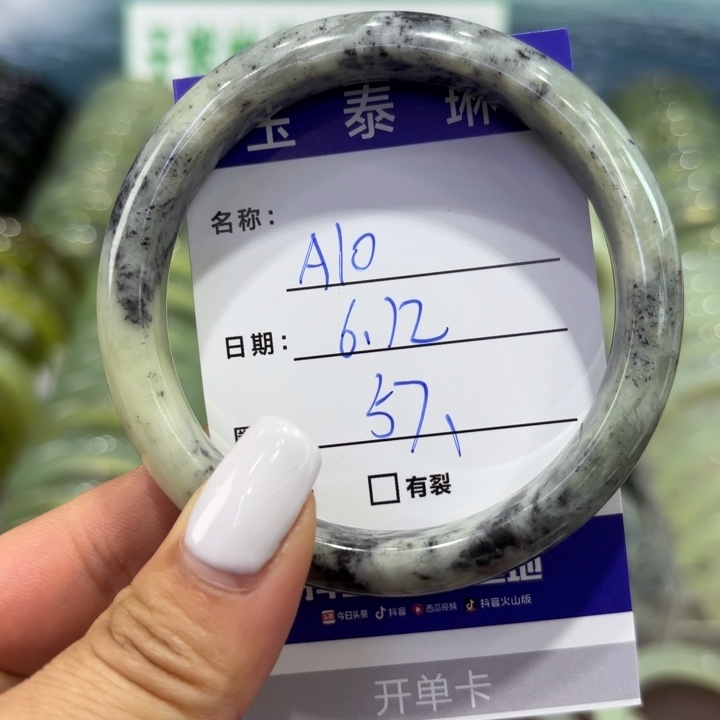 玉泰琳
名称：
A10
日期：
6.12
57、
有裂
今日头条 抖音 西瓜视频 抖音火山版
开单卡